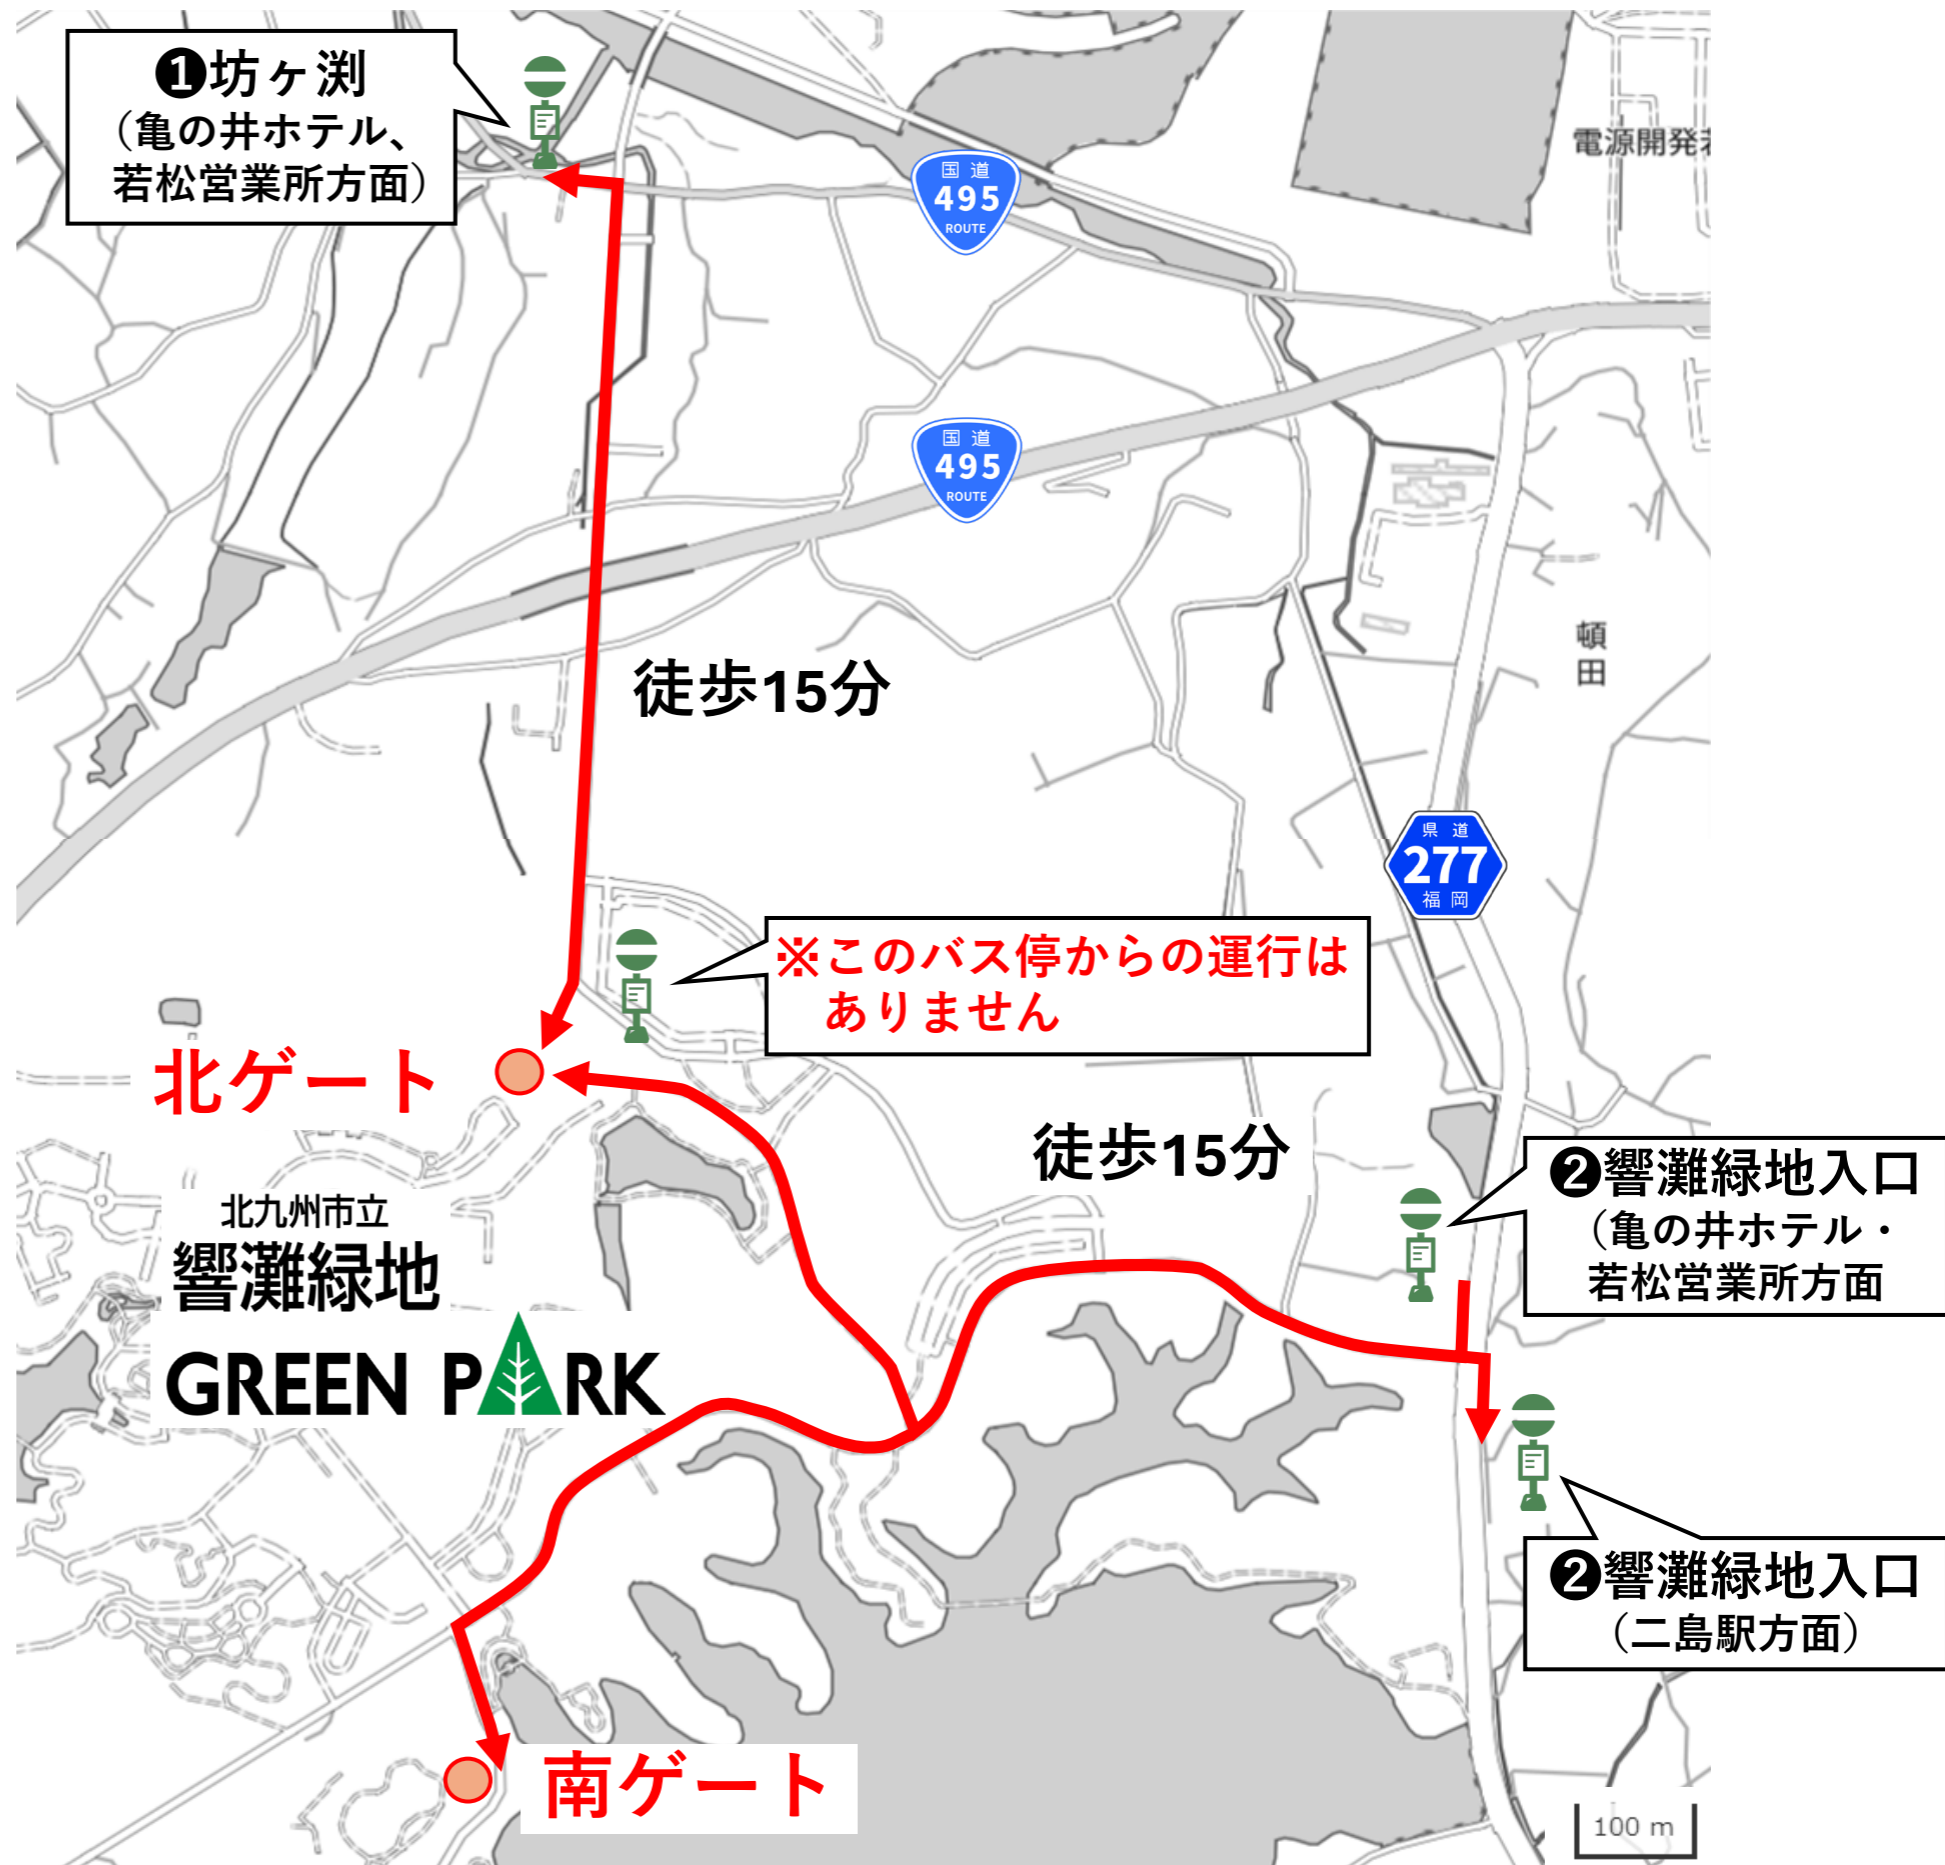 ❶坊ヶ渕
（亀の井ホテル、
若松営業所方面）
国道
495
ROUTE
電源開発
国道
495
ROUTE
頓田
徒歩15分
県道
277
福岡
※このバス停からの運行は
ありません
北ゲート
徒歩15分
❷響灘緑地入口
（亀の井ホテル・
若松営業所方面
北九州市立
響灘緑地
GREEN PARK
❷響灘緑地入口
（二島駅方面）
南ゲート
100 m